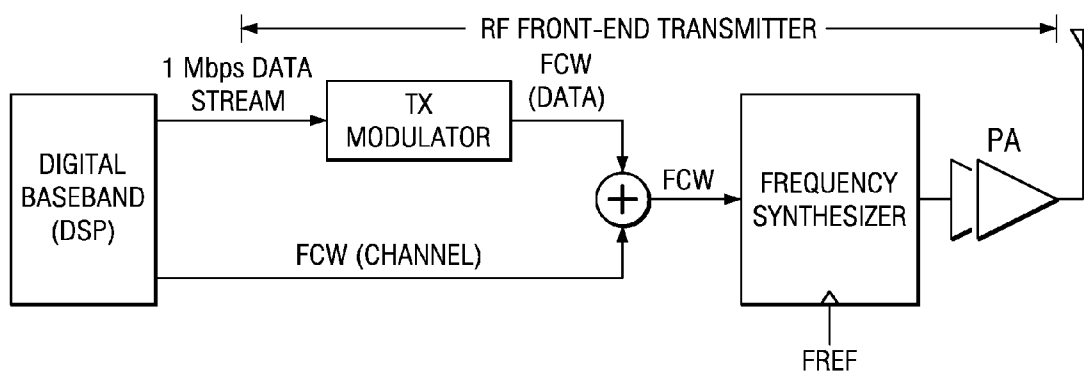 RF FRONT-END TRANSMITTER
1 Mbps DATA
STREAM
FCW
(DATA)
TX
MODULATOR
PA
DIGITAL
BASEBAND
(DSP)
FCW
FREQUENCY
SYNTHESIZER
FCW (CHANNEL)
FREF